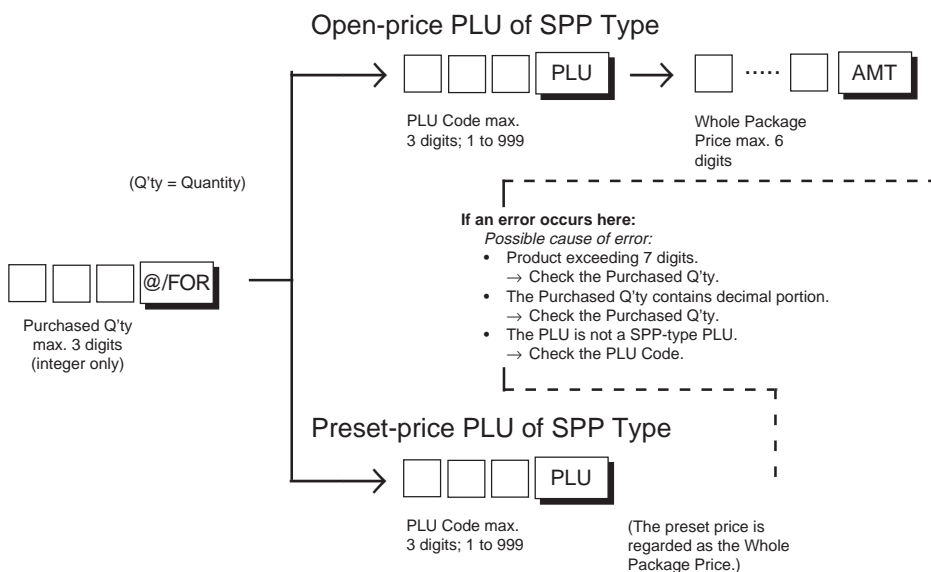 Open-price PLU of SPP Type
PLU
AMT
PLU Code max.
3 digits; 1 to 999
Whole Package
Price max. 6
digits
(Q'ty = Quantity)
If an error occurs here:
Possible cause of error:
• Product exceeding 7 digits.
→ Check the Purchased Q'ty.
• The Purchased Q'ty contains decimal portion.
→ Check the Purchased Q'ty.
• The PLU is not a SPP-type PLU.
→ Check the PLU Code.
@/FOR
Purchased Q'ty
max. 3 digits
(integer only)
Preset-price PLU of SPP Type
PLU
PLU Code max.
3 digits; 1 to 999
(The preset price is
regarded as the Whole
Package Price.)